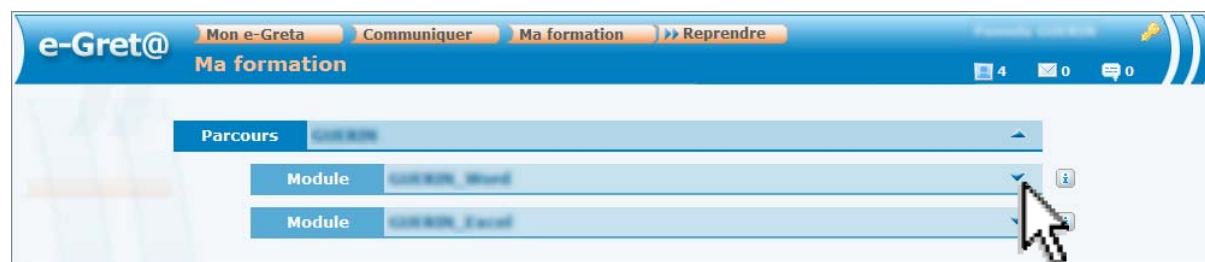 e-Gret@
Mon e-Greta Communiquer Ma formation Reprendre
Ma formation
4 0 0
Parcours
Module
Module